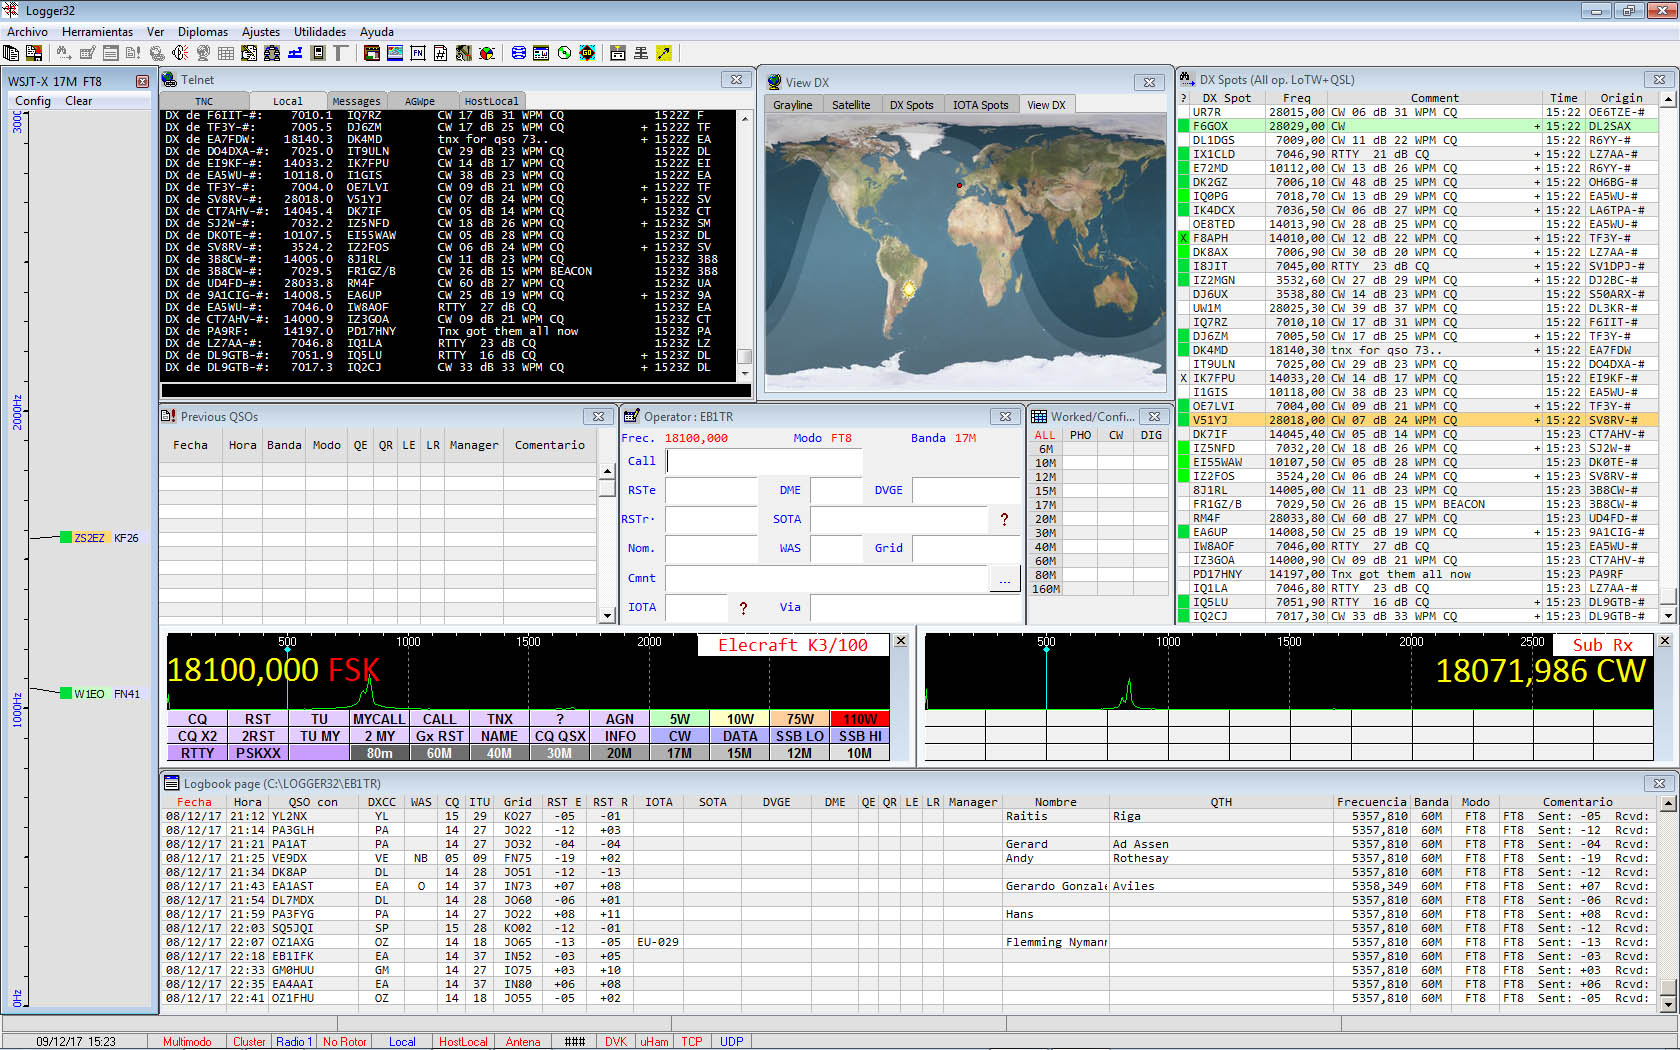 Logger32
Archivo Herramientas Ver Diplomas Ajustes Utilidades Ayuda
WSJT-X 17M FT8
Config Clear
3000Hz
2000Hz
ZS2EZ KF26
W1EO FN41
1000Hz
0Hz
Telnet
TNC Local Messages AGWpe HostLocal
DX de F6IIT-#: 7010.1 IQ7RZ CW 17 dB 31 WPM CQ 1522Z F
DX de TF3Y-#: 7005.5 DJ6ZM CW 17 dB 25 WPM CQ + 1522Z TF
DX de EA7FDW: 18140.3 DK4MD tnx for qso 73.. + 1522Z EA
DX de DO4DXA-#: 7025.0 IT9ULN CW 29 dB 23 WPM CQ 1522Z DL
DX de EI9KF-#: 14033.2 IK7FPU CW 14 dB 17 WPM CQ 1522Z EI
DX de EA5WU-#: 10118.0 I1GIS CW 38 dB 23 WPM CQ 1522Z EA
DX de TF3Y-#: 7004.0 OE7LVI CW 09 dB 21 WPM CQ + 1522Z TF
DX de SV8RV-#: 28018.0 V51YJ CW 07 dB 24 WPM CQ + 1522Z SV
DX de CT7AHV-#: 14045.4 DK7IF CW 05 dB 14 WPM CQ 1523Z CT
DX de SJ2W-#: 7032.2 IZ5NFD CW 18 dB 26 WPM CQ + 1523Z SM
DX de DK0TE-#: 10107.5 EI55WAW CW 05 dB 28 WPM CQ 1523Z DL
DX de SV8RV-#: 3524.2 IZ2FOS CW 06 dB 24 WPM CQ + 1523Z SV
DX de 3B8CW-#: 14005.0 8J1RL CW 11 dB 23 WPM CQ 1523Z 3B8
DX de 3B8CW-#: 7029.5 FR1GZ/B CW 26 dB 15 WPM BEACON 1523Z 3B8
DX de UD4FD-#: 28033.8 RM4F CW 60 dB 27 WPM CQ 1523Z UA
DX de 9A1CIG-#: 14008.5 EA6UP CW 25 dB 19 WPM CQ + 1523Z 9A
DX de EA5WU-#: 7046.0 IW8AOF RTTY 27 dB CQ 1523Z EA
DX de CT7AHV-#: 14000.9 IZ3GOA CW 09 dB 21 WPM CQ 1523Z CT
DX de PA9RF: 14197.0 PD17HNY Tnx got them all now 1523Z PA
DX de LZ7AA-#: 7046.8 IQ1LA RTTY 23 dB CQ 1523Z LZ
DX de DL9GTB-#: 7051.9 IQ5LU RTTY 16 dB CQ + 1523Z DL
DX de DL9GTB-#: 7017.3 IQ2CJ CW 33 dB 33 WPM CQ + 1523Z DL
View DX
Grayline Satellite DX Spots IOTA Spots View DX
DX Spots (All op. LoTW+QSL)
? DX Spot Freq Comment Time Origin
UR7R 28015,00 CW 06 dB 31 WPM CQ 15:22 OE6TZE-#
F6GOX 28029,00 CW + 15:22 DL2SAX
DL1DGS 7009,00 CW 11 dB 22 WPM CQ 15:22 R6YY-#
IX1CLD 7046,90 RTTY 21 dB CQ + 15:22 LZ7AA-#
E72MD 10112,00 CW 13 dB 26 WPM CQ + 15:22 R6YY-#
DK2GZ 7006,10 CW 48 dB 25 WPM CQ + 15:22 OH6BG-#
IQ0PG 7018,70 CW 13 dB 29 WPM CQ + 15:22 EA5WU-#
IK4DCX 7036,50 CW 06 dB 27 WPM CQ + 15:22 LA6TPA-#
OE8TED 14013,90 CW 28 dB 25 WPM CQ 15:22 EA5WU-#
X F8APH 14010,00 CW 12 dB 22 WPM CQ + 15:22 TF3Y-#
DK8AX 7006,90 CW 30 dB 20 WPM CQ + 15:22 LZ7AA-#
I8JIT 7045,00 RTTY 23 dB CQ + 15:22 SV1DPJ-#
IZ2MGN 3532,60 CW 27 dB 29 WPM CQ + 15:22 DJ2BC-#
DJ6UX 3538,80 CW 14 dB 23 WPM CQ 15:22 S50ARX-#
UW1M 28025,30 CW 39 dB 37 WPM CQ 15:22 DL3KR-#
IQ7RZ 7010,10 CW 17 dB 31 WPM CQ 15:22 F6IIT-#
DJ6ZM 7005,50 CW 17 dB 25 WPM CQ + 15:22 TF3Y-#
DK4MD 18140,30 tnx for qso 73.. + 15:22 EA7FDW
IT9ULN 7025,00 CW 29 dB 23 WPM CQ 15:22 DO4DXA-#
X IK7FPU 14033,20 CW 14 dB 17 WPM CQ 15:22 EI9KF-#
I1GIS 10118,00 CW 38 dB 23 WPM CQ 15:22 EA5WU-#
OE7LVI 7004,00 CW 09 dB 21 WPM CQ + 15:22 TF3Y-#
V51YJ 28018,00 CW 07 dB 24 WPM CQ + 15:22 SV8RV-#
DK7IF 14045,40 CW 05 dB 14 WPM CQ 15:23 CT7AHV-#
IZ5NFD 7032,20 CW 18 dB 26 WPM CQ + 15:23 SJ2W-#
EI55WAW 10107,50 CW 05 dB 28 WPM CQ 15:23 DK0TE-#
IZ2FOS 3524,20 CW 06 dB 24 WPM CQ + 15:23 SV8RV-#
8J1RL 14005,00 CW 11 dB 23 WPM CQ 15:23 3B8CW-#
FR1GZ/B 7029,50 CW 26 dB 15 WPM BEACON 15:23 3B8CW-#
RM4F 28033,80 CW 60 dB 27 WPM CQ 15:23 UD4FD-#
EA6UP 14008,50 CW 25 dB 19 WPM CQ + 15:23 9A1CIG-#
IW8AOF 7046,00 RTTY 27 dB CQ 15:23 EA5WU-#
IZ3GOA 14000,90 CW 09 dB 21 WPM CQ 15:23 CT7AHV-#
PD17HNY 14197,00 Tnx got them all now 15:23 PA9RF
IQ1LA 7046,80 RTTY 23 dB CQ 15:23 LZ7AA-#
IQ5LU 7051,90 RTTY 16 dB CQ + 15:23 DL9GTB-#
IQ2CJ 7017,30 CW 33 dB 33 WPM CQ + 15:23 DL9GTB-#
Previous QSOs
Fecha Hora Banda Modo QE QR LE LR Manager Comentario
Operator : EB1TR
Frec. 18100,000 Modo FT8 Banda 17M
Call
RSTe DME DVGE
RSTr· SOTA ?
Nom. WAS Grid
Cmnt ...
IOTA ? Via
Worked/Confi...
ALL PHO CW DIG
6M
10M
12M
15M
17M
20M
30M
40M
60M
80M
160M
500 1000 1500 2000 Elecraft K3/100
18100,000 FSK
CQ RST TU MYCALL CALL TNX ? AGN 5W 10W 75W 110W
CQ X2 2RST TU MY 2 MY Gx RST NAME CQ QSX INFO CW DATA SSB LO SSB HI
RTTY PSKXX 80m 60M 40M 30M 20M 17M 15M 12M 10M
500 1000 1500 2000 2500 Sub Rx
18071,986 CW
Logbook page (C:\LOGGER32\EB1TR)
Fecha Hora QSO con DXCC WAS CQ ITU Grid RST E RST R IOTA SOTA DVGE DME QE QR LE LR Manager Nombre QTH Frecuencia Banda Modo Comentario
08/12/17 21:12 YL2NX YL 15 29 KO27 -05 -01 Raitis Riga 5357,810 60M FT8 FT8 Sent: -05 Rcvd:
08/12/17 21:14 PA3GLH PA 14 27 JO22 -12 +03 5357,810 60M FT8 FT8 Sent: -12 Rcvd:
08/12/17 21:21 PA1AT PA 14 27 JO32 -04 -04 Gerard Ad Assen 5357,810 60M FT8 FT8 Sent: -04 Rcvd:
08/12/17 21:25 VE9DX VE NB 05 09 FN75 -19 +02 Andy Rothesay 5357,810 60M FT8 FT8 Sent: -19 Rcvd:
08/12/17 21:34 DK8AP DL 14 28 JO51 -12 -13 5357,810 60M FT8 FT8 Sent: -12 Rcvd:
08/12/17 21:43 EA1AST EA O 14 37 IN73 +07 +08 Gerardo Gonzale Aviles 5358,349 60M FT8 FT8 Sent: +07 Rcvd:
08/12/17 21:54 DL7MDX DL 14 28 JO60 -06 +01 5357,810 60M FT8 FT8 Sent: -06 Rcvd:
08/12/17 21:59 PA3FYG PA 14 27 JO22 +08 +11 Hans 5357,810 60M FT8 FT8 Sent: +08 Rcvd:
08/12/17 22:03 SQ5JQI SP 15 28 KO02 -12 -01 5357,810 60M FT8 FT8 Sent: -12 Rcvd:
08/12/17 22:07 OZ1AXG OZ 14 18 JO65 -13 -05 EU-029 Flemming Nymann 5357,810 60M FT8 FT8 Sent: -13 Rcvd:
08/12/17 22:18 EB1IFK EA 14 37 IN52 -03 +05 5357,810 60M FT8 FT8 Sent: -03 Rcvd:
08/12/17 22:33 GM0HUU GM 14 27 IO75 +03 +10 5357,810 60M FT8 FT8 Sent: +03 Rcvd:
08/12/17 22:35 EA4AAI EA 14 37 IN80 +06 +08 5357,810 60M FT8 FT8 Sent: +06 Rcvd:
08/12/17 22:41 OZ1FHU OZ 14 18 JO55 -05 +02 5357,810 60M FT8 FT8 Sent: -05 Rcvd:
09/12/17 15:23 Multimodo Cluster Radio 1 No Rotor Local HostLocal Antena ### DVK uHam TCP UDP